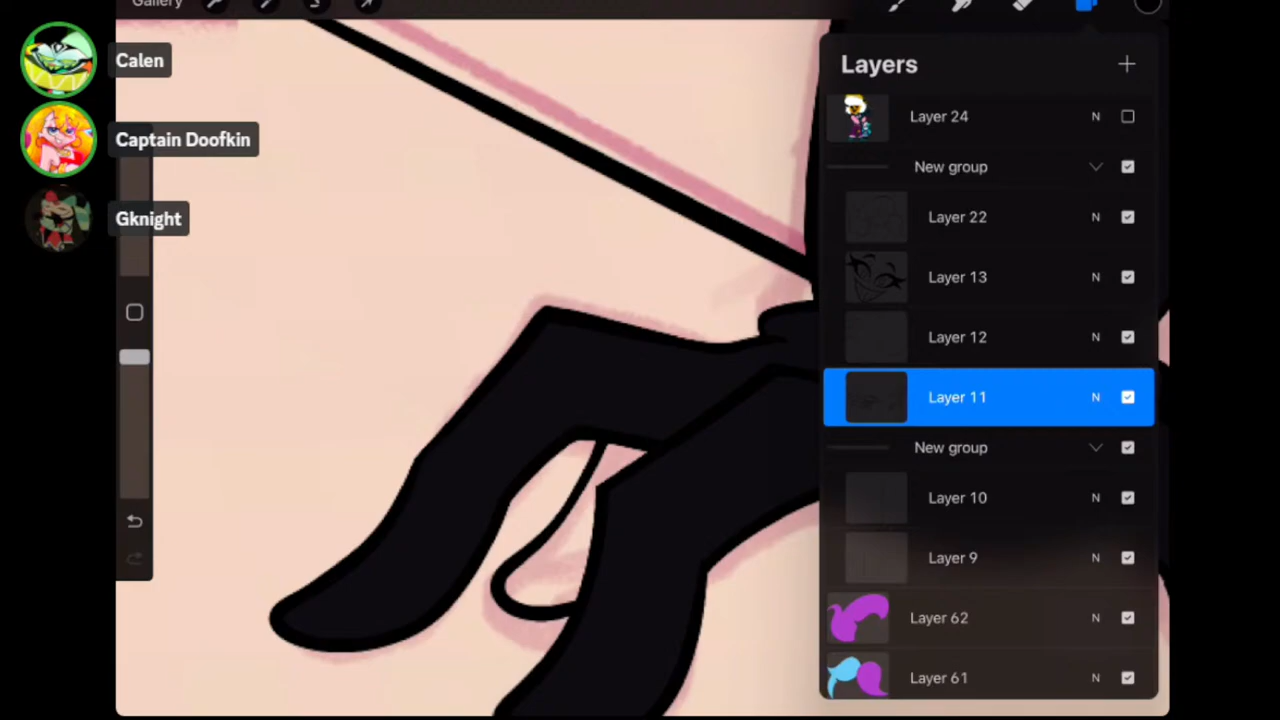 Gallery
Calen
Captain Doofkin
Gknight
Layers
Layer 24 N
New group
Layer 22 N
Layer 13 N
Layer 12 N
Layer 11 N
New group
Layer 10 N
Layer 9 N
Layer 62 N
Layer 61 N